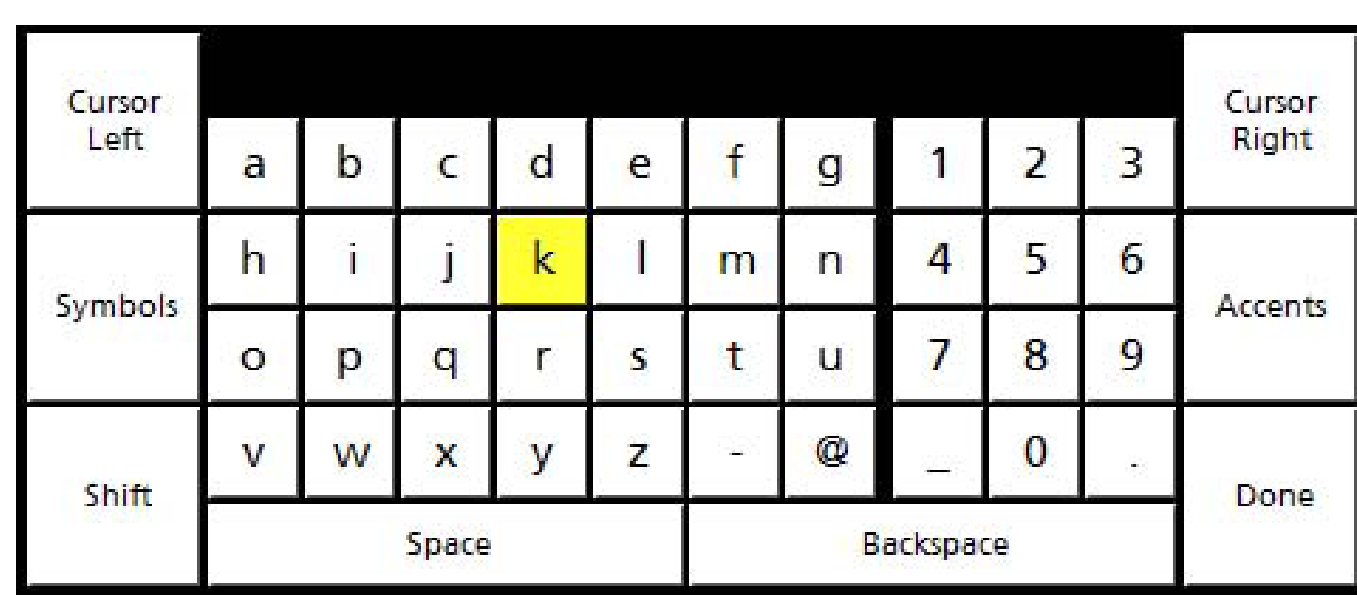 Cursor Left
Cursor Right
a b c d e f g 1 2 3
Symbols
h i j k l m n 4 5 6
Accents
o p q r s t u 7 8 9
Shift
v w x y z - @ _ 0 .
Done
Space Backspace